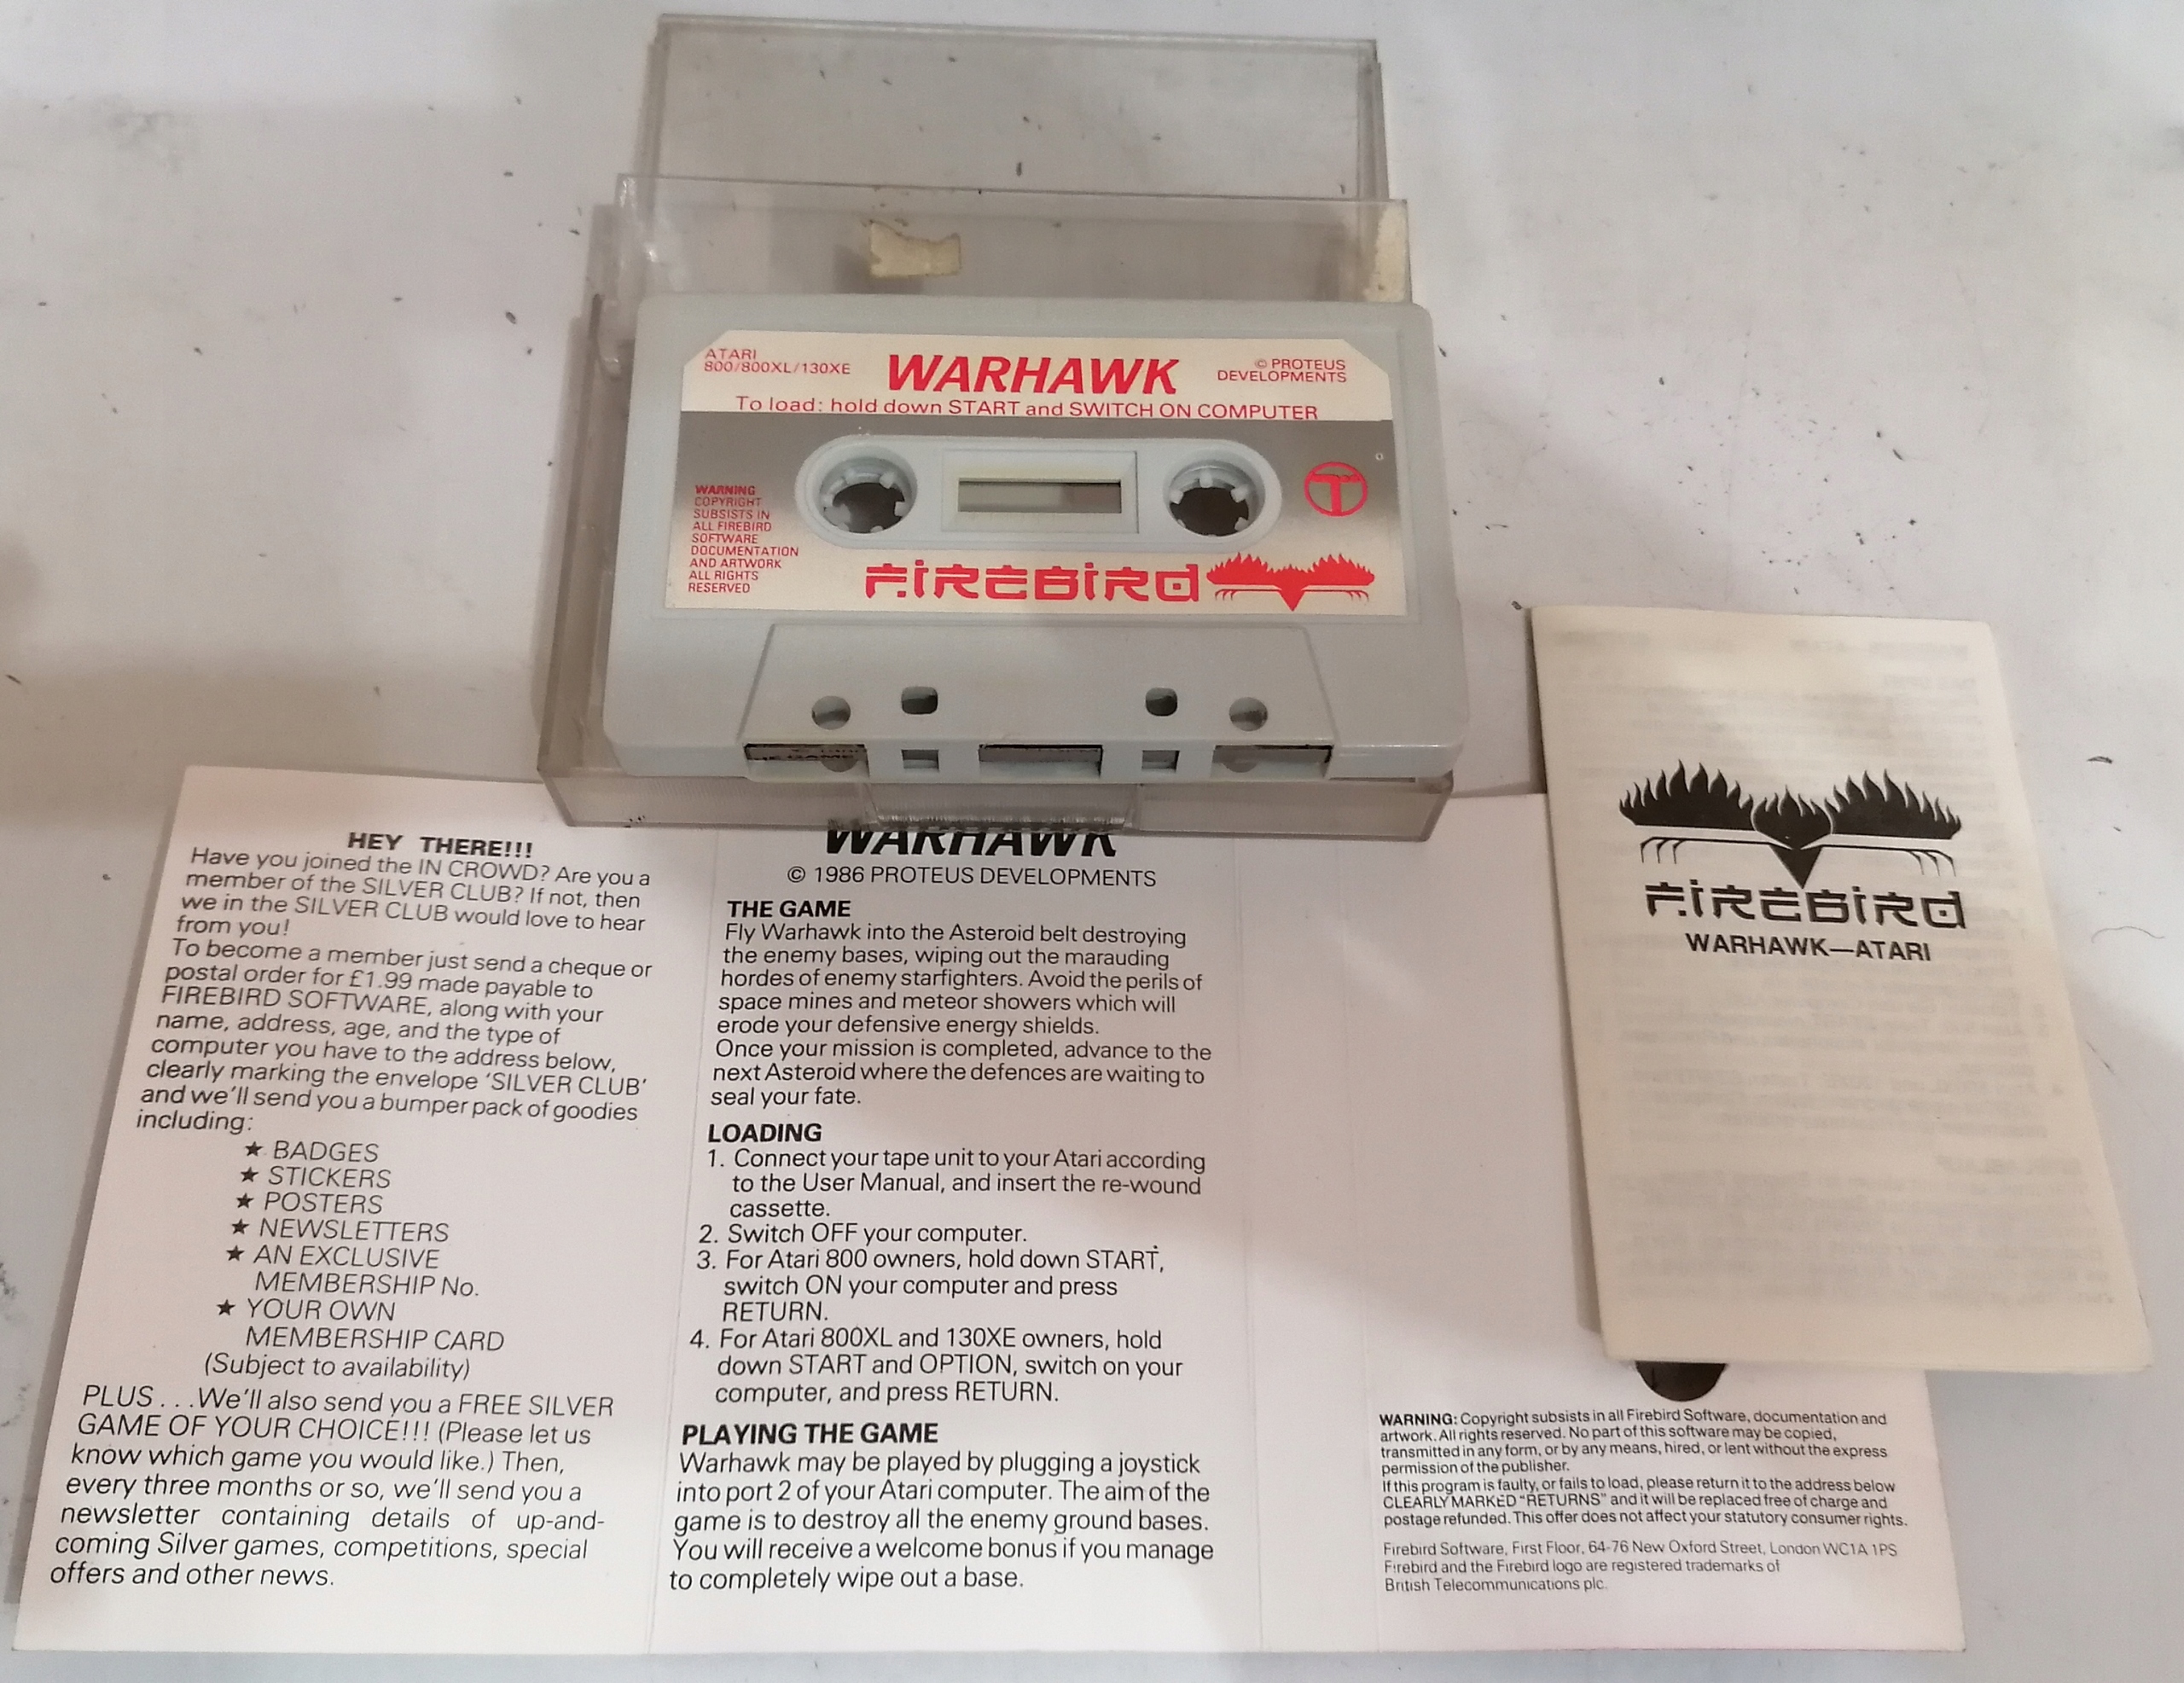 ATARI
800/800XL/130XE
WARHAWK
© PROTEUS
DEVELOPMENTS
To load: hold down START and SWITCH ON COMPUTER
WARNING
COPYRIGHT
SUBSISTS IN
ALL FIREBIRD
SOFTWARE
DOCUMENTATION
AND ARTWORK
ALL RIGHTS
RESERVED
T
FIREBIRD
HEY THERE!!!
Have you joined the IN CROWD? Are you a
member of the SILVER CLUB? If not, then
we in the SILVER CLUB would love to hear
from you!
To become a member just send a cheque or
postal order for £1.99 made payable to
FIREBIRD SOFTWARE, along with your
name, address, age, and the type of
computer you have to the address below,
clearly marking the envelope ‘SILVER CLUB’
and we’ll send you a bumper pack of goodies
including:
★ BADGES
★ STICKERS
★ POSTERS
★ NEWSLETTERS
★ AN EXCLUSIVE
MEMBERSHIP No.
★ YOUR OWN
MEMBERSHIP CARD
(Subject to availability)
PLUS . . .We’ll also send you a FREE SILVER
GAME OF YOUR CHOICE!!! (Please let us
know which game you would like.) Then,
every three months or so, we’ll send you a
newsletter containing details of up-and-
coming Silver games, competitions, special
offers and other news.
WARHAWK
© 1986 PROTEUS DEVELOPMENTS
THE GAME
Fly Warhawk into the Asteroid belt destroying
the enemy bases, wiping out the marauding
hordes of enemy starfighters. Avoid the perils of
space mines and meteor showers which will
erode your defensive energy shields.
Once your mission is completed, advance to the
next Asteroid where the defences are waiting to
seal your fate.
LOADING
1. Connect your tape unit to your Atari according
to the User Manual, and insert the re-wound
cassette.
2. Switch OFF your computer.
3. For Atari 800 owners, hold down START,
switch ON your computer and press
RETURN.
4. For Atari 800XL and 130XE owners, hold
down START and OPTION, switch on your
computer, and press RETURN.
PLAYING THE GAME
Warhawk may be played by plugging a joystick
into port 2 of your Atari computer. The aim of the
game is to destroy all the enemy ground bases.
You will receive a welcome bonus if you manage
to completely wipe out a base.
FIREBIRD
WARHAWK—ATARI
WARNING: Copyright subsists in all Firebird Software, documentation and
artwork. All rights reserved. No part of this software may be copied,
transmitted in any form, or by any means, hired, or lent without the express
permission of the publisher.
If this program is faulty, or fails to load, please return it to the address below
CLEARLY MARKED “RETURNS” and it will be replaced free of charge and
postage refunded. This offer does not affect your statutory consumer rights.
Firebird Software, First Floor, 64-76 New Oxford Street, London WC1A 1PS
Firebird and the Firebird logo are registered trademarks of
British Telecommunications plc.